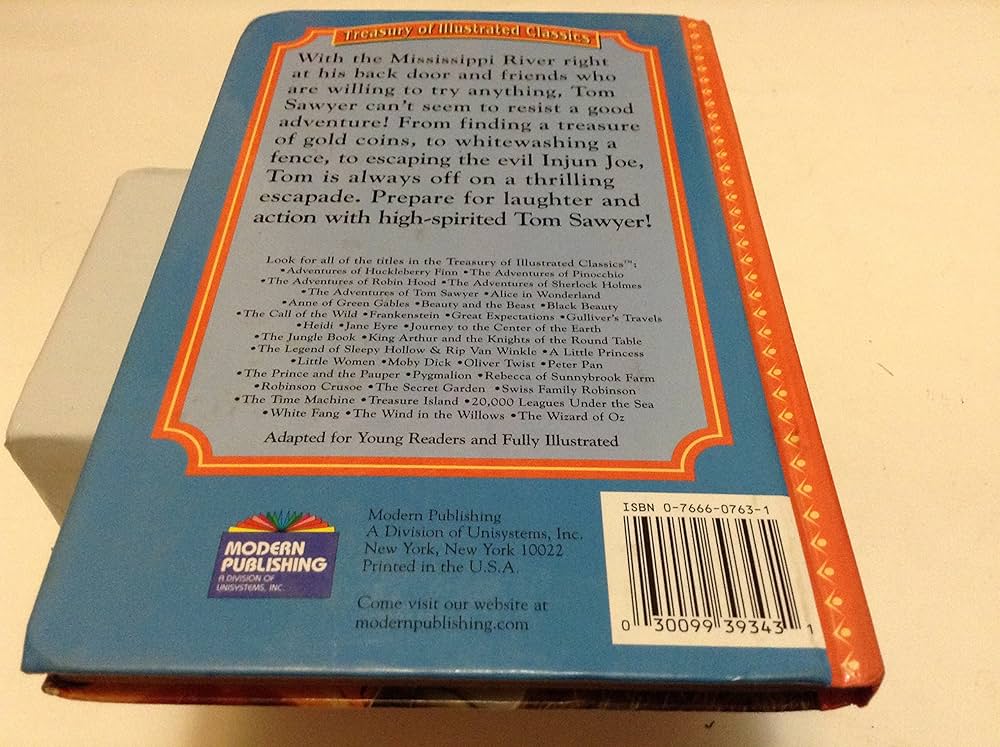 Treasury of Illustrated Classics
With the Mississippi River right
at his back door and friends who
are willing to try anything, Tom
Sawyer can't seem to resist a good
adventure! From finding a treasure
of gold coins, to whitewashing a
fence, to escaping the evil Injun Joe,
Tom is always off on a thrilling
escapade. Prepare for laughter and
action with high-spirited Tom Sawyer!
Look for all of the titles in the Treasury of Illustrated Classics™:
•Adventures of Huckleberry Finn •The Adventures of Pinocchio
•The Adventures of Robin Hood •The Adventures of Sherlock Holmes
•The Adventures of Tom Sawyer •Alice in Wonderland
•Anne of Green Gables •Beauty and the Beast •Black Beauty
•The Call of the Wild •Frankenstein •Great Expectations •Gulliver's Travels
•Heidi •Jane Eyre •Journey to the Center of the Earth
•The Jungle Book •King Arthur and the Knights of the Round Table
•The Legend of Sleepy Hollow & Rip Van Winkle •A Little Princess
•Little Women •Moby Dick •Oliver Twist •Peter Pan
•The Prince and the Pauper •Pygmalion •Rebecca of Sunnybrook Farm
•Robinson Crusoe •The Secret Garden •Swiss Family Robinson
•The Time Machine •Treasure Island •20,000 Leagues Under the Sea
•White Fang •The Wind in the Willows •The Wizard of Oz
Adapted for Young Readers and Fully Illustrated
MODERN
PUBLISHING
A DIVISION OF
UNISYSTEMS, INC.
Modern Publishing
A Division of Unisystems, Inc.
New York, New York 10022
Printed in the U.S.A.
Come visit our website at
modernpublishing.com
ISBN 0-7666-0763-1
0 30099 39343 1